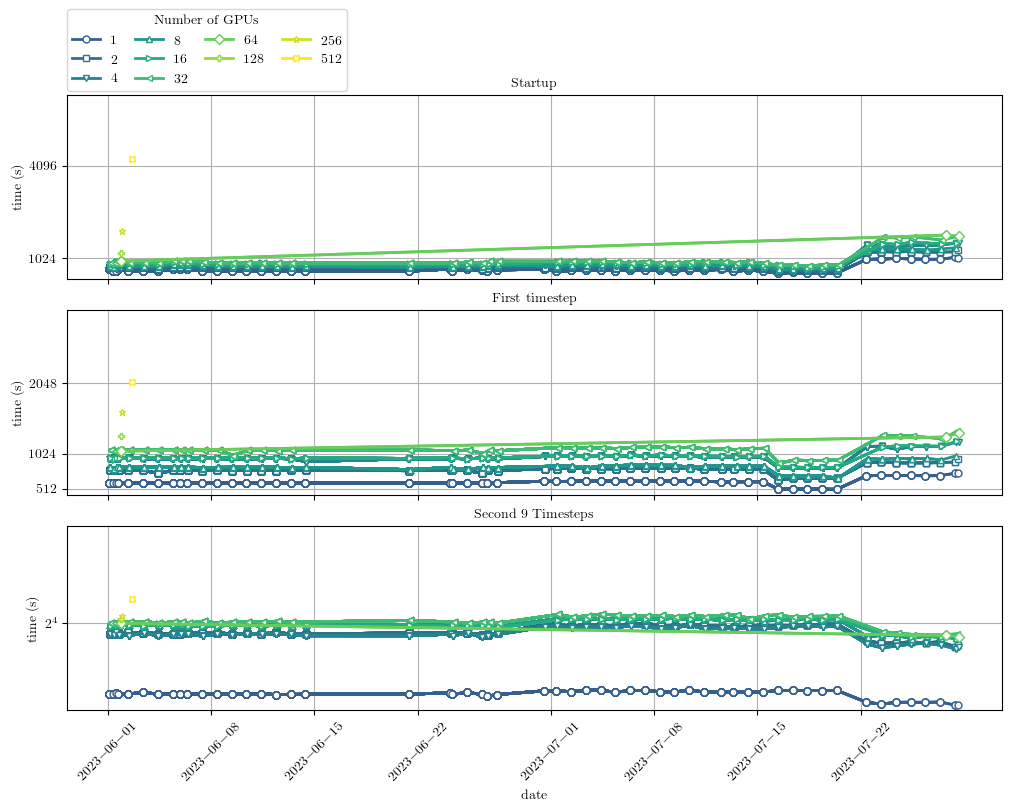 Number of GPUs
1 8 64 256
2 16 128 512
4 32
Startup
4096
time (s)
1024
First timestep
2048
time (s)
1024
512
Second 9 Timesteps
time (s)
2^4
2023−06−01 2023−06−08 2023−06−15 2023−06−22 2023−07−01 2023−07−08 2023−07−15 2023−07−22
date